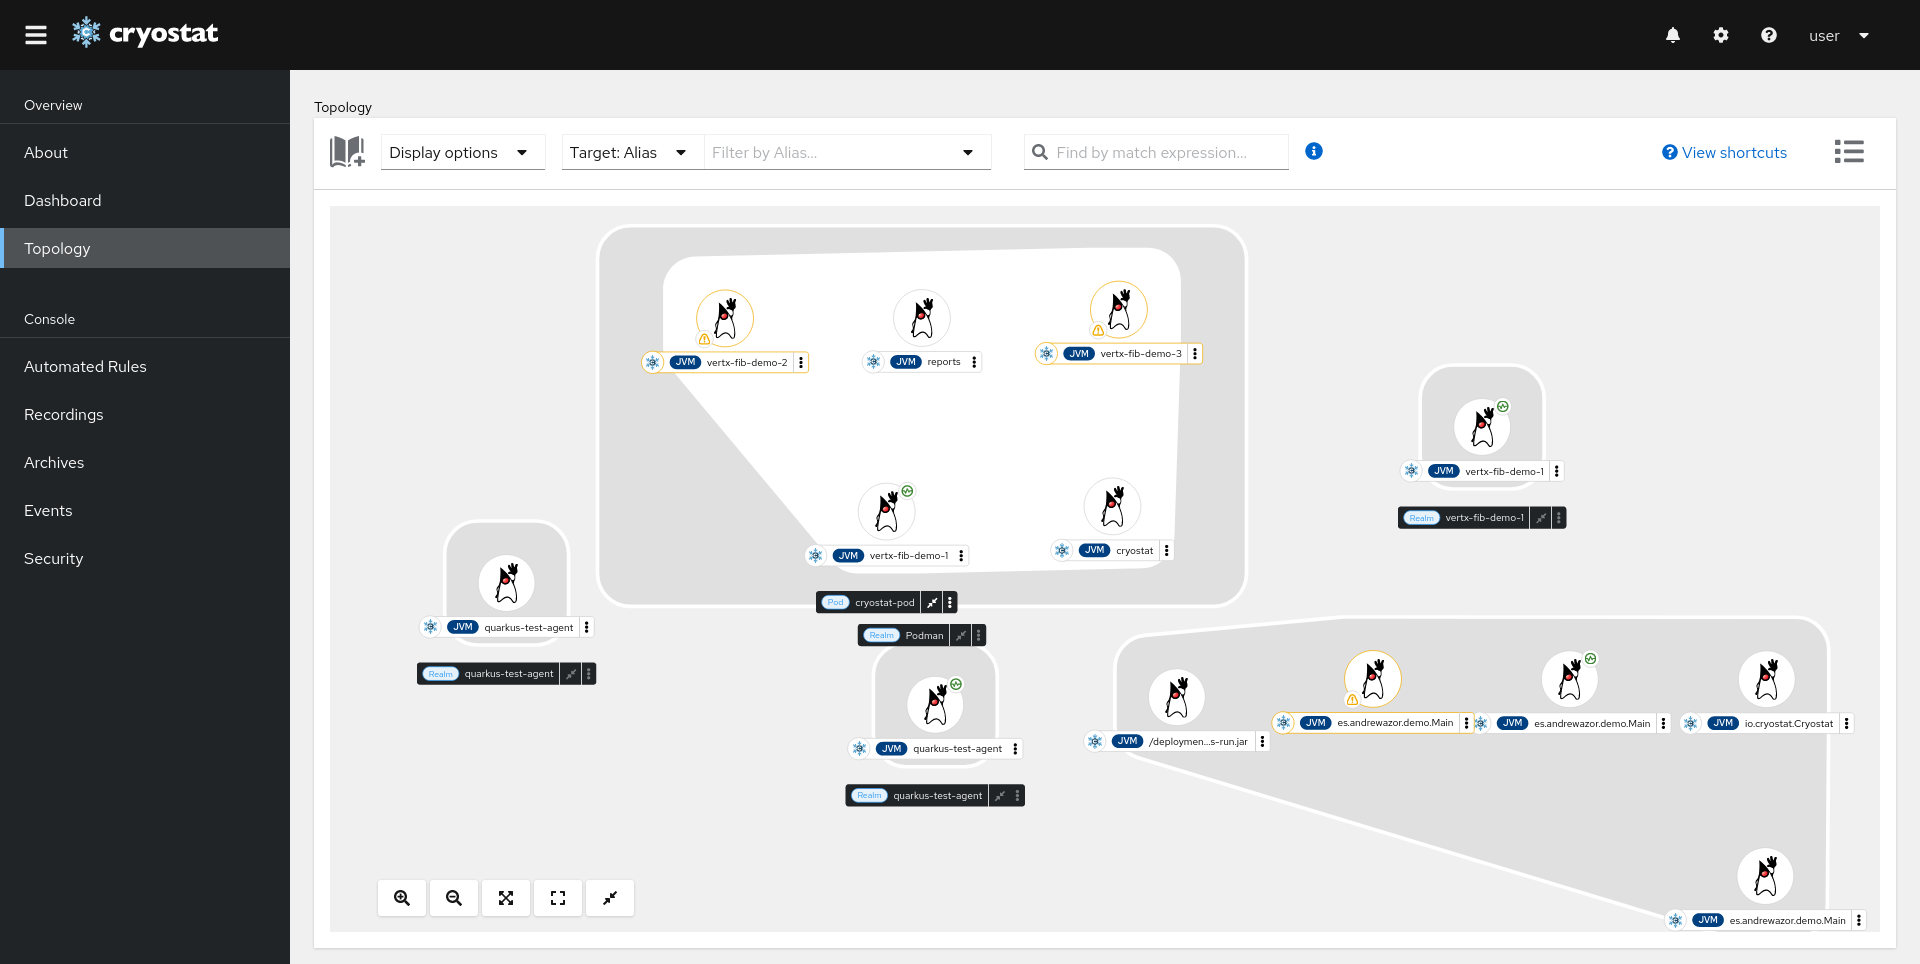 cryostat
user
Overview
About
Dashboard
Topology
Console
Automated Rules
Recordings
Archives
Events
Security
Topology
Display options
Target: Alias
Filter by Alias...
Find by match expression...
View shortcuts
JVM vertx-fib-demo-2
JVM reports
JVM vertx-fib-demo-3
JVM vertx-fib-demo-1
JVM cryostat
Pod cryostat-pod
Realm Podman
JVM vertx-fib-demo-1
Realm vertx-fib-demo-1
JVM quarkus-test-agent
Realm quarkus-test-agent
JVM quarkus-test-agent
Realm quarkus-test-agent
JVM /deploymen...s-run.jar
JVM es.andrewazor.demo.Main
JVM es.andrewazor.demo.Main
JVM io.cryostat.Cryostat
JVM es.andrewazor.demo.Main